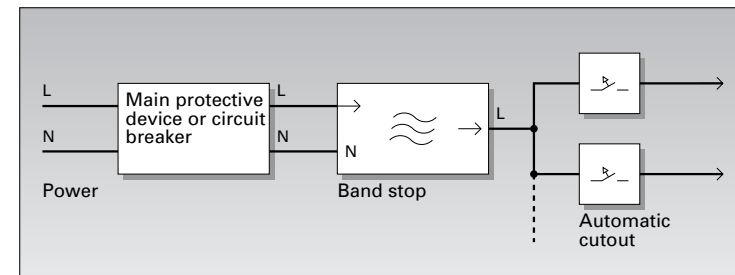 L
N
Main protective
device or circuit
breaker
L
N
N
L
Power
Band stop
Automatic
cutout